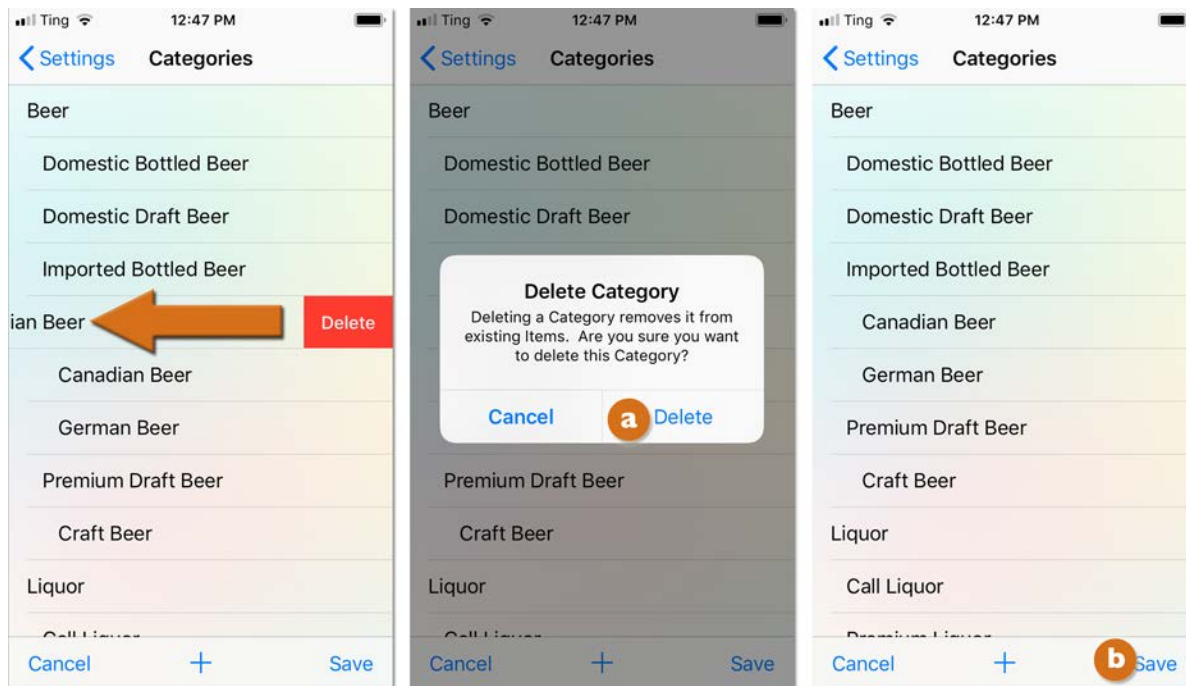 Ting 12:47 PM
Settings Categories
Beer
Domestic Bottled Beer
Domestic Draft Beer
Imported Bottled Beer
ian Beer Delete
Canadian Beer
German Beer
Premium Draft Beer
Craft Beer
Liquor
Cancel + Save
Ting 12:47 PM
Settings Categories
Beer
Domestic Bottled Beer
Domestic Draft Beer
Delete Category
Deleting a Category removes it from
existing Items. Are you sure you want
to delete this Category?
Cancel a Delete
Premium Draft Beer
Craft Beer
Liquor
Cancel + Save
Ting 12:47 PM
Settings Categories
Beer
Domestic Bottled Beer
Domestic Draft Beer
Imported Bottled Beer
Canadian Beer
German Beer
Premium Draft Beer
Craft Beer
Liquor
Call Liquor
Premium Liquor
Cancel + b Save